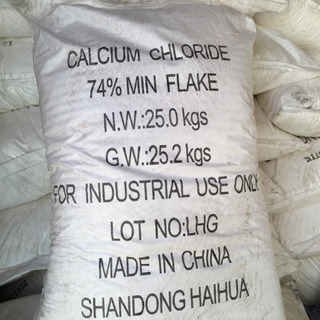 CALCIUM CHLORIDE
74% MIN FLAKE
N.W.:25.0 kgs
G.W.:25.2 kgs
FOR INDUSTRIAL USE ONLY
LOT NO:LHG
MADE IN CHINA
SHANDONG HAIHUA